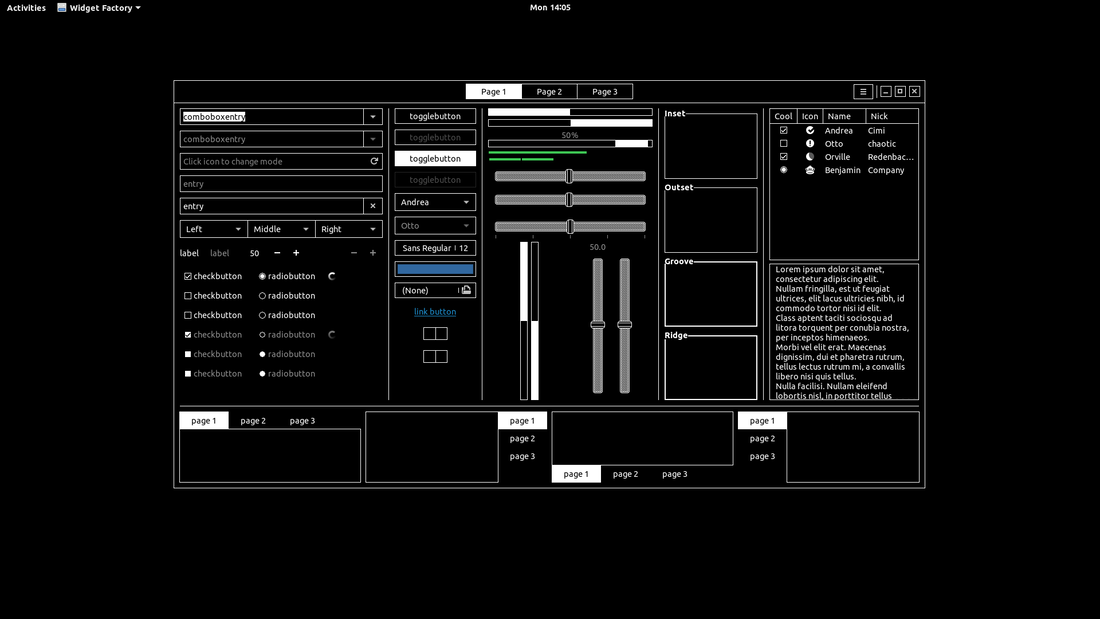 Activities Widget Factory Mon 14:05
Page 1 Page 2 Page 3
comboboxentry
comboboxentry
Click icon to change mode
entry
entry
Left Middle Right
label label 50
checkbutton radiobutton
checkbutton radiobutton
checkbutton radiobutton
checkbutton radiobutton
checkbutton radiobutton
checkbutton radiobutton
togglebutton
togglebutton
togglebutton
togglebutton
Andrea
Otto
Sans Regular 12
(None)
link button
50%
50.0
Inset
Outset
Groove
Ridge
Cool Icon Name Nick
Andrea Cimi
Otto chaotic
Orville Redenbac...
Benjamin Company
Lorem ipsum dolor sit amet,
consectetur adipiscing elit.
Nullam fringilla, est ut feugiat
ultrices, elit lacus ultricies nibh, id
commodo tortor nisi id elit.
Class aptent taciti sociosqu ad
litora torquent per conubia nostra,
per inceptos himenaeos.
Morbi vel elit erat. Maecenas
dignissim, dui et pharetra rutrum,
tellus lectus rutrum mi, a convallis
libero nisi quis tellus.
Nulla facilisi. Nullam eleifend
lobortis nisl, in porttitor tellus
page 1 page 2 page 3
page 1
page 2
page 3
page 1 page 2 page 3
page 1
page 2
page 3